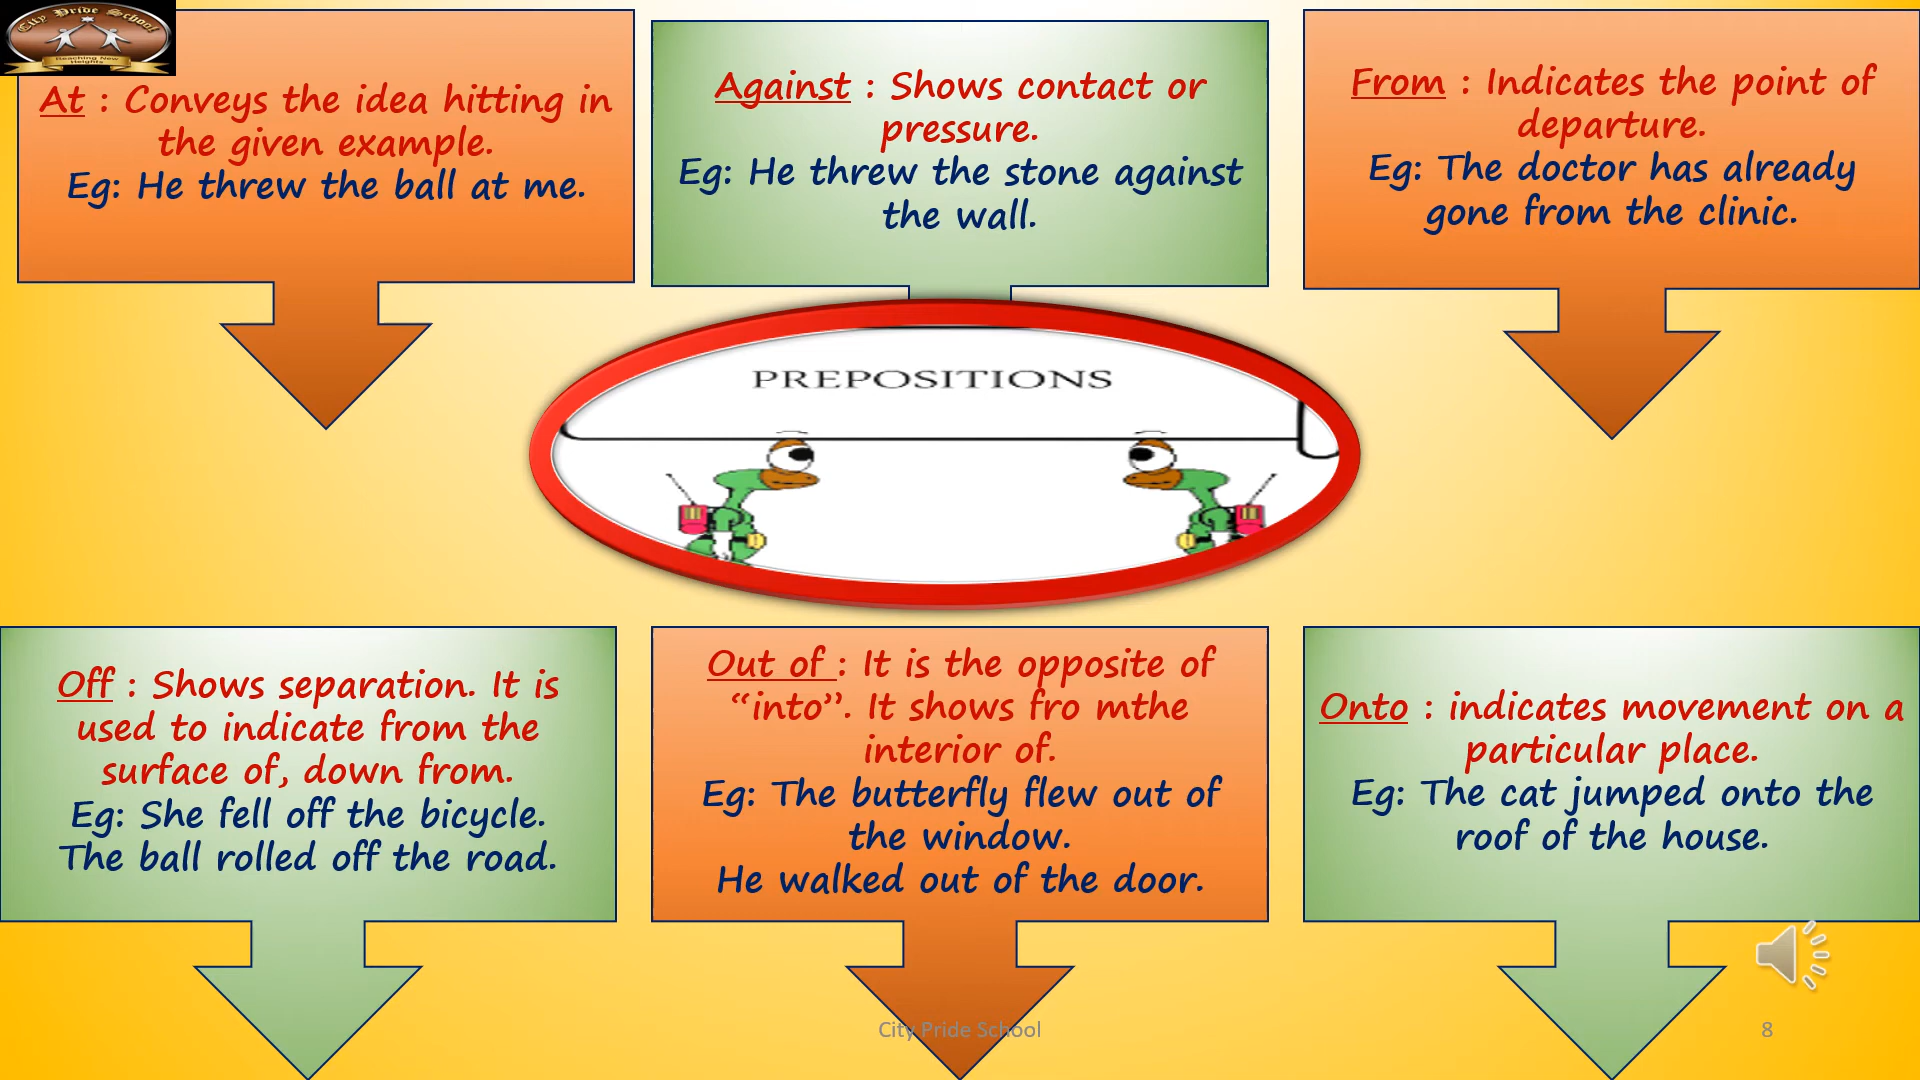 City Pride School
Reaching New
Heights
At : Conveys the idea hitting in
the given example.
Eg: He threw the ball at me.
Against : Shows contact or
pressure.
Eg: He threw the stone against
the wall.
From : Indicates the point of
departure.
Eg: The doctor has already
gone from the clinic.
PREPOSITIONS
Off : Shows separation. It is
used to indicate from the
surface of, down from.
Eg: She fell off the bicycle.
The ball rolled off the road.
Out of : It is the opposite of
“into”. It shows fro mthe
interior of.
Eg: The butterfly flew out of
the window.
He walked out of the door.
Onto : indicates movement on a
particular place.
Eg: The cat jumped onto the
roof of the house.
City Pride School
8